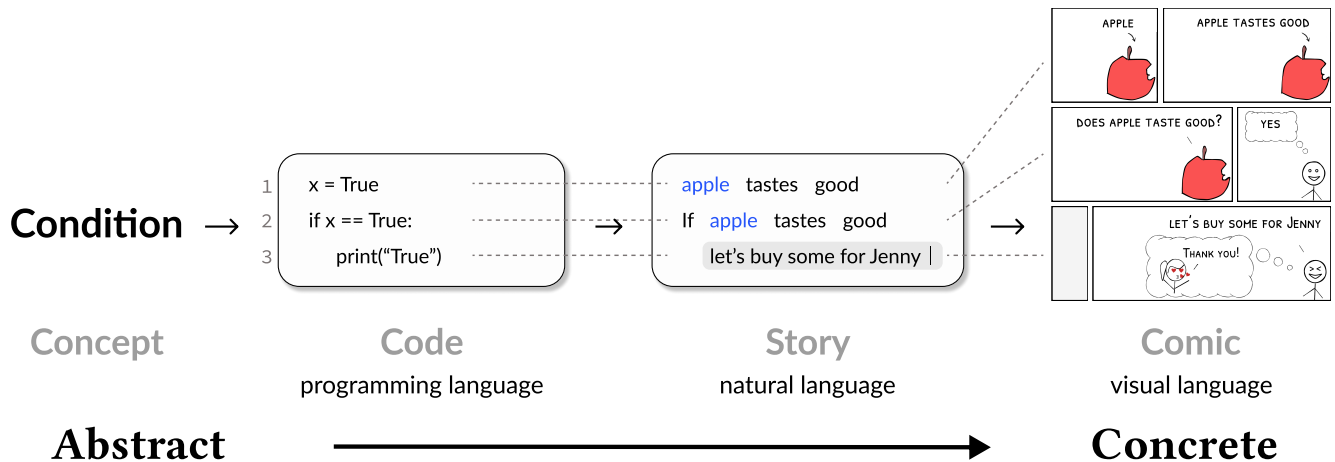 Condition
→
1 x = True
2 if x == True:
3 print(“True”)
→
apple tastes good
If apple tastes good
let’s buy some for Jenny
→
APPLE
APPLE TASTES GOOD
DOES APPLE TASTE GOOD?
YES
LET'S BUY SOME FOR JENNY
THANK YOU!
Concept
Code
programming language
Story
natural language
Comic
visual language
Abstract
Concrete